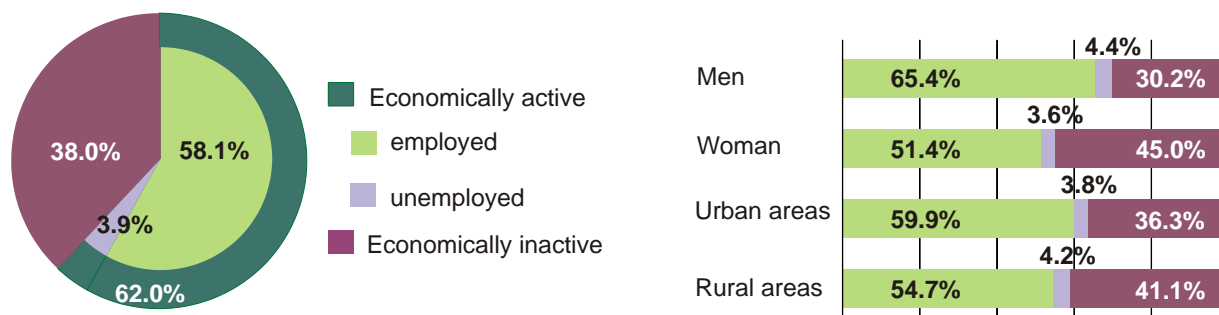 38.0%
58.1%
3.9%
62.0%
Economically active
employed
unemployed
Economically inactive
4.4%
Men
65.4%
30.2%
3.6%
Woman
51.4%
45.0%
3.8%
Urban areas
59.9%
36.3%
4.2%
Rural areas
54.7%
41.1%